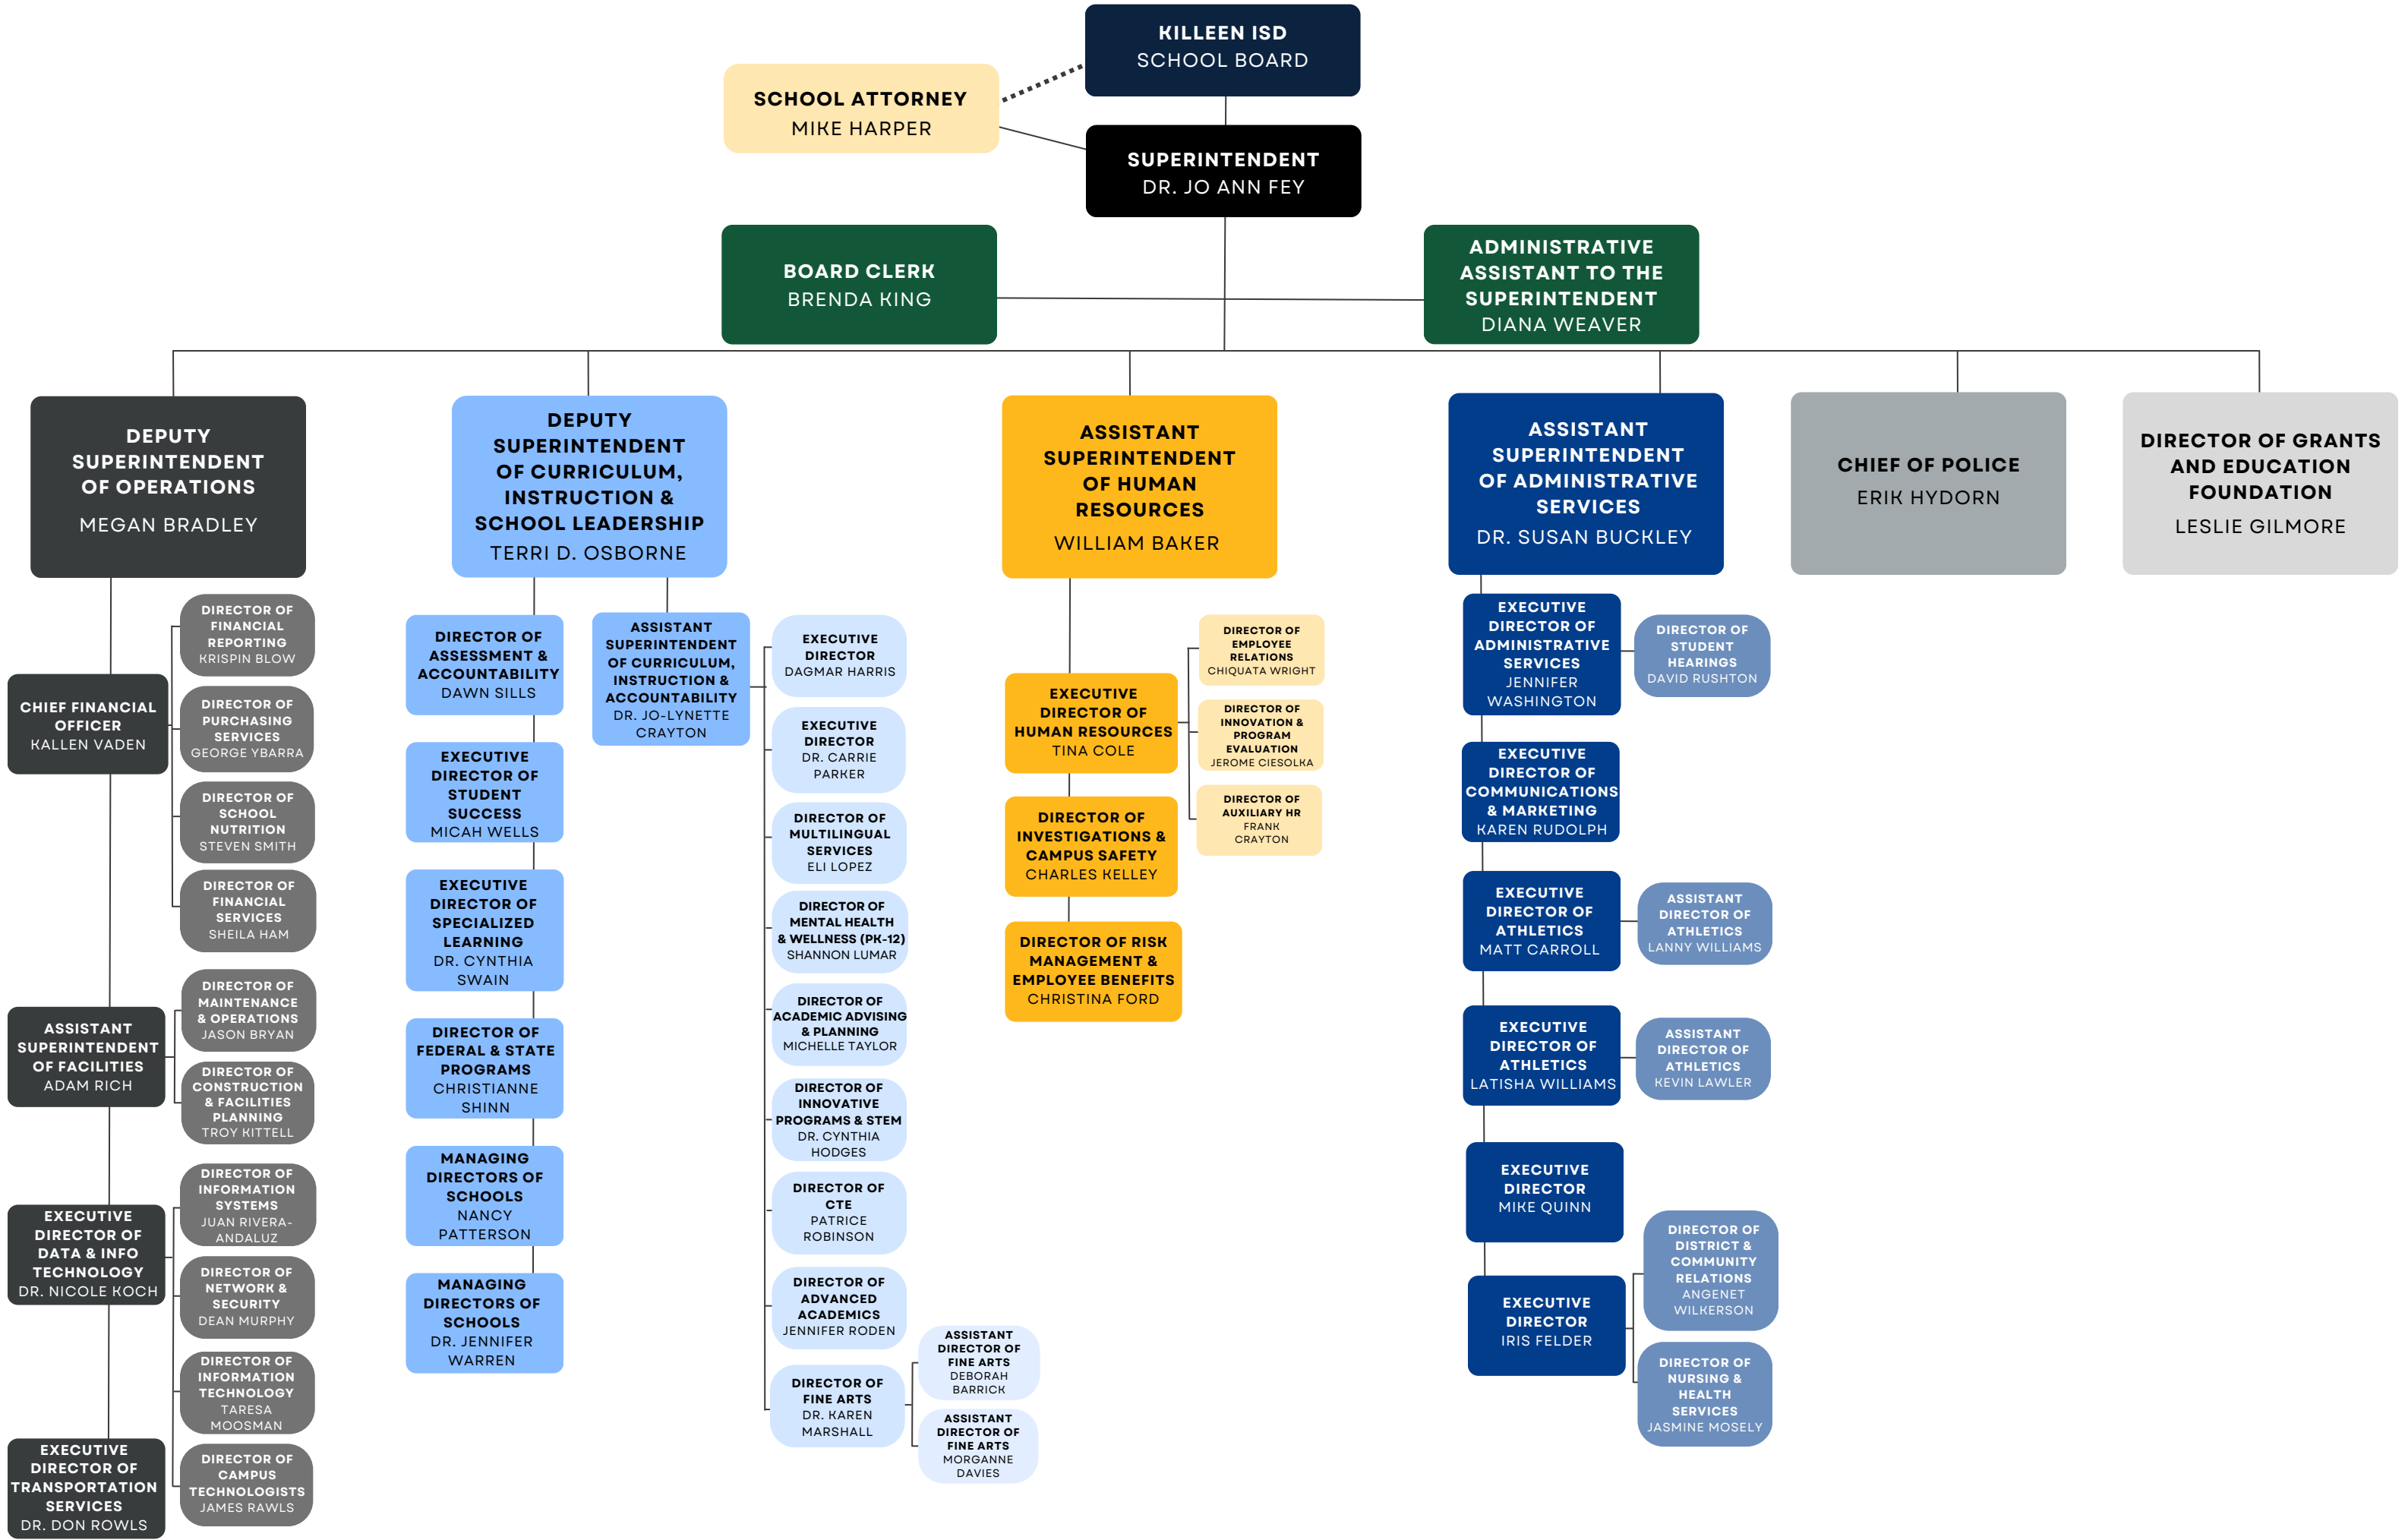 KILLEEN ISD
SCHOOL BOARD
SCHOOL ATTORNEY
MIKE HARPER
SUPERINTENDENT
DR. JO ANN FEY
BOARD CLERK
BRENDA KING
ADMINISTRATIVE
ASSISTANT TO THE
SUPERINTENDENT
DIANA WEAVER
DEPUTY
SUPERINTENDENT
OF OPERATIONS
MEGAN BRADLEY
DEPUTY
SUPERINTENDENT
OF CURRICULUM,
INSTRUCTION &
SCHOOL LEADERSHIP
TERRI D. OSBORNE
ASSISTANT
SUPERINTENDENT
OF HUMAN
RESOURCES
WILLIAM BAKER
ASSISTANT
SUPERINTENDENT
OF ADMINISTRATIVE
SERVICES
DR. SUSAN BUCKLEY
CHIEF OF POLICE
ERIK HYDORN
DIRECTOR OF GRANTS
AND EDUCATION
FOUNDATION
LESLIE GILMORE
CHIEF FINANCIAL
OFFICER
KALLEN VADEN
DIRECTOR OF
FINANCIAL
REPORTING
KRISPIN BLOW
DIRECTOR OF
PURCHASING
SERVICES
GEORGE YBARRA
DIRECTOR OF
SCHOOL
NUTRITION
STEVEN SMITH
DIRECTOR OF
FINANCIAL
SERVICES
SHEILA HAM
ASSISTANT
SUPERINTENDENT
OF FACILITIES
ADAM RICH
DIRECTOR OF
MAINTENANCE
& OPERATIONS
JASON BRYAN
DIRECTOR OF
CONSTRUCTION
& FACILITIES
PLANNING
TROY KITTELL
EXECUTIVE
DIRECTOR OF
DATA & INFO
TECHNOLOGY
DR. NICOLE KOCH
DIRECTOR OF
INFORMATION
SYSTEMS
JUAN RIVERA-
ANDALUZ
DIRECTOR OF
NETWORK &
SECURITY
DEAN MURPHY
DIRECTOR OF
INFORMATION
TECHNOLOGY
TARESA
MOOSMAN
DIRECTOR OF
CAMPUS
TECHNOLOGISTS
JAMES RAWLS
EXECUTIVE
DIRECTOR OF
TRANSPORTATION
SERVICES
DR. DON ROWLS
DIRECTOR OF
ASSESSMENT &
ACCOUNTABILITY
DAWN SILLS
EXECUTIVE
DIRECTOR OF
STUDENT
SUCCESS
MICAH WELLS
EXECUTIVE
DIRECTOR OF
SPECIALIZED
LEARNING
DR. CYNTHIA
SWAIN
DIRECTOR OF
FEDERAL & STATE
PROGRAMS
CHRISTIANNE
SHINN
MANAGING
DIRECTORS OF
SCHOOLS
NANCY
PATTERSON
MANAGING
DIRECTORS OF
SCHOOLS
DR. JENNIFER
WARREN
ASSISTANT
SUPERINTENDENT
OF CURRICULUM,
INSTRUCTION &
ACCOUNTABILITY
DR. JO-LYNETTE
CRAYTON
EXECUTIVE
DIRECTOR
DAGMAR HARRIS
EXECUTIVE
DIRECTOR
DR. CARRIE
PARKER
DIRECTOR OF
MULTILINGUAL
SERVICES
ELI LOPEZ
DIRECTOR OF
MENTAL HEALTH
& WELLNESS (PK-12)
SHANNON LUMAR
DIRECTOR OF
ACADEMIC ADVISING
& PLANNING
MICHELLE TAYLOR
DIRECTOR OF
INNOVATIVE
PROGRAMS & STEM
DR. CYNTHIA
HODGES
DIRECTOR OF
CTE
PATRICE
ROBINSON
DIRECTOR OF
ADVANCED
ACADEMICS
JENNIFER RODEN
DIRECTOR OF
FINE ARTS
DR. KAREN
MARSHALL
ASSISTANT
DIRECTOR OF
FINE ARTS
DEBORAH
BARRICK
ASSISTANT
DIRECTOR OF
FINE ARTS
MORGANNE
DAVIES
EXECUTIVE
DIRECTOR OF
HUMAN RESOURCES
TINA COLE
DIRECTOR OF
EMPLOYEE
RELATIONS
CHIQUATA WRIGHT
DIRECTOR OF
INNOVATION &
PROGRAM
EVALUATION
JEROME CIESOLKA
DIRECTOR OF
AUXILIARY HR
FRANK
CRAYTON
DIRECTOR OF
INVESTIGATIONS &
CAMPUS SAFETY
CHARLES KELLEY
DIRECTOR OF RISK
MANAGEMENT &
EMPLOYEE BENEFITS
CHRISTINA FORD
EXECUTIVE
DIRECTOR OF
ADMINISTRATIVE
SERVICES
JENNIFER
WASHINGTON
DIRECTOR OF
STUDENT
HEARINGS
DAVID RUSHTON
EXECUTIVE
DIRECTOR OF
COMMUNICATIONS
& MARKETING
KAREN RUDOLPH
EXECUTIVE
DIRECTOR OF
ATHLETICS
MATT CARROLL
ASSISTANT
DIRECTOR OF
ATHLETICS
LANNY WILLIAMS
EXECUTIVE
DIRECTOR OF
ATHLETICS
LATISHA WILLIAMS
ASSISTANT
DIRECTOR OF
ATHLETICS
KEVIN LAWLER
EXECUTIVE
DIRECTOR
MIKE QUINN
EXECUTIVE
DIRECTOR
IRIS FELDER
DIRECTOR OF
DISTRICT &
COMMUNITY
RELATIONS
ANGENET
WILKERSON
DIRECTOR OF
NURSING &
HEALTH
SERVICES
JASMINE MOSELY